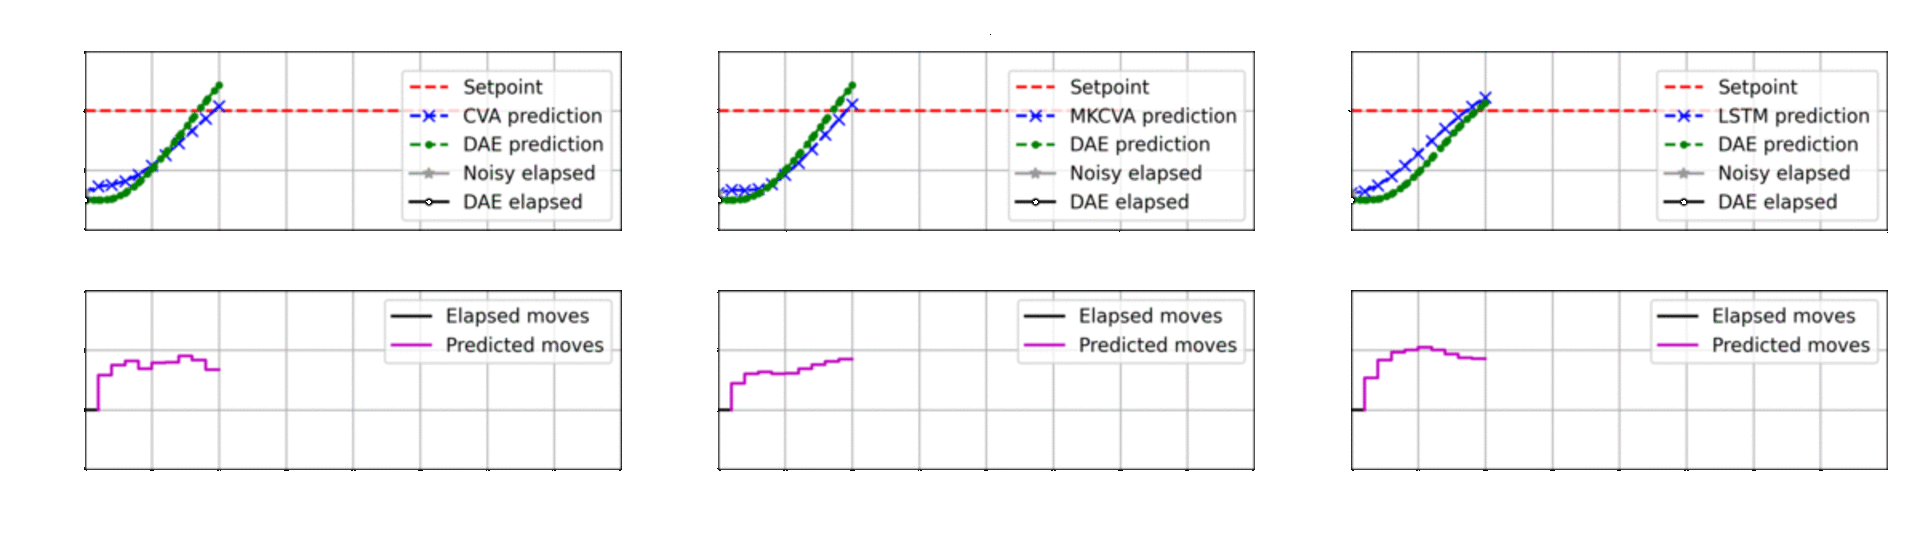 Setpoint
CVA prediction
DAE prediction
Noisy elapsed
DAE elapsed
Setpoint
MKCVA prediction
DAE prediction
Noisy elapsed
DAE elapsed
Setpoint
LSTM prediction
DAE prediction
Noisy elapsed
DAE elapsed
Elapsed moves
Predicted moves
Elapsed moves
Predicted moves
Elapsed moves
Predicted moves